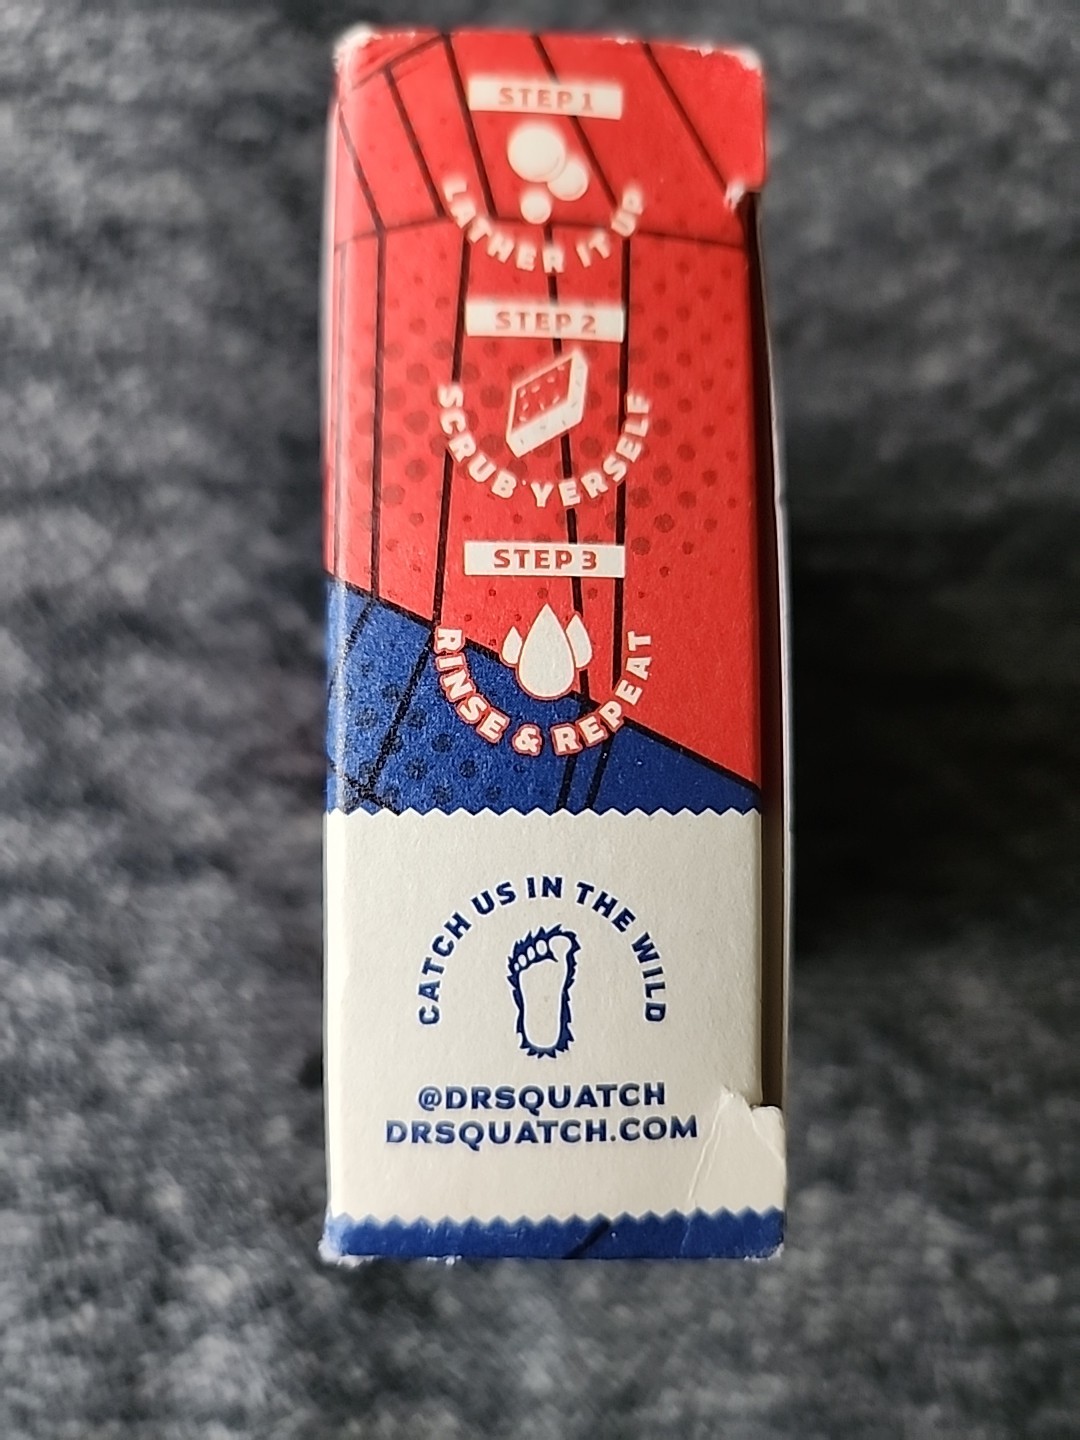 STEP 1
LATHER IT UP
STEP 2
SCRUB YERSELF
STEP 3
RINSE & REPEAT
CATCH US IN THE WILD
@DRSQUATCH
DRSQUATCH.COM